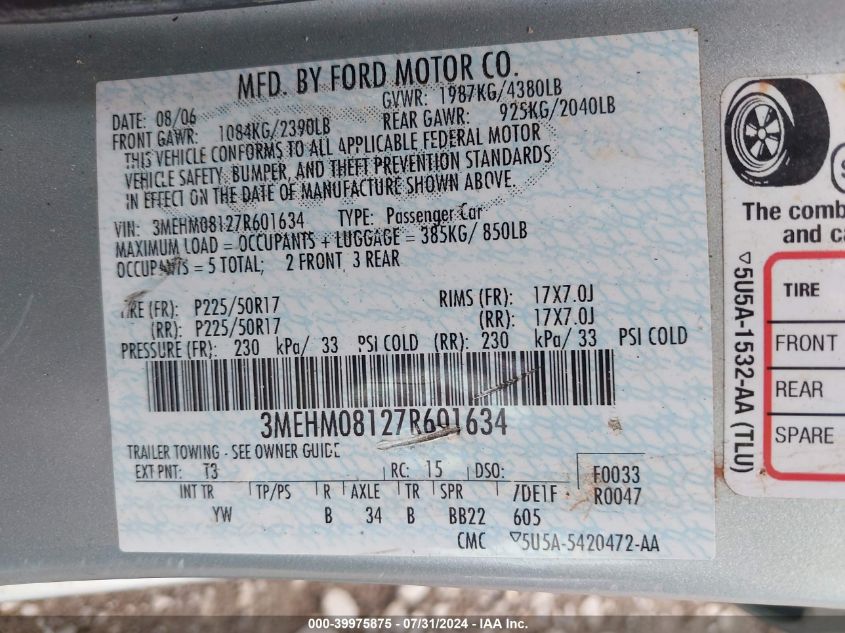 MFD. BY FORD MOTOR CO.
DATE: 08/06 GVWR: 1987KG/4380LB
FRONT GAWR: 1084KG/2390LB REAR GAWR: 925KG/2040LB
THIS VEHICLE CONFORMS TO ALL APPLICABLE FEDERAL MOTOR
VEHICLE SAFETY, BUMPER, AND THEFT PREVENTION STANDARDS
IN EFFECT ON THE DATE OF MANUFACTURE SHOWN ABOVE.
VIN: 3MEHM08127R601634 TYPE: Passenger Car
MAXIMUM LOAD = OCCUPANTS + LUGGAGE = 385KG/ 850LB
OCCUPANTS = 5 TOTAL; 2 FRONT 3 REAR
TIRE (FR): P225/50R17 RIMS (FR): 17X7.0J
(RR): P225/50R17 (RR): 17X7.0J
PRESSURE (FR): 230 kPa/ 33 PSI COLD (RR): 230 kPa/ 33 PSI COLD
3MEHM08127R601634
TRAILER TOWING - SEE OWNER GUIDE
EXT PNT: T3 RC: 15 DSO: F0033
INT TR TP/PS R AXLE TR SPR 7DE1F R0047
YW B 34 B BB22 605
CMC ▽5U5A-5420472-AA
The comb
and ca
TIRE
FRONT
REAR
SPARE
▽5U5A-1532-AA (TLU)
000-39975875 07/31/2024 IAA Inc.